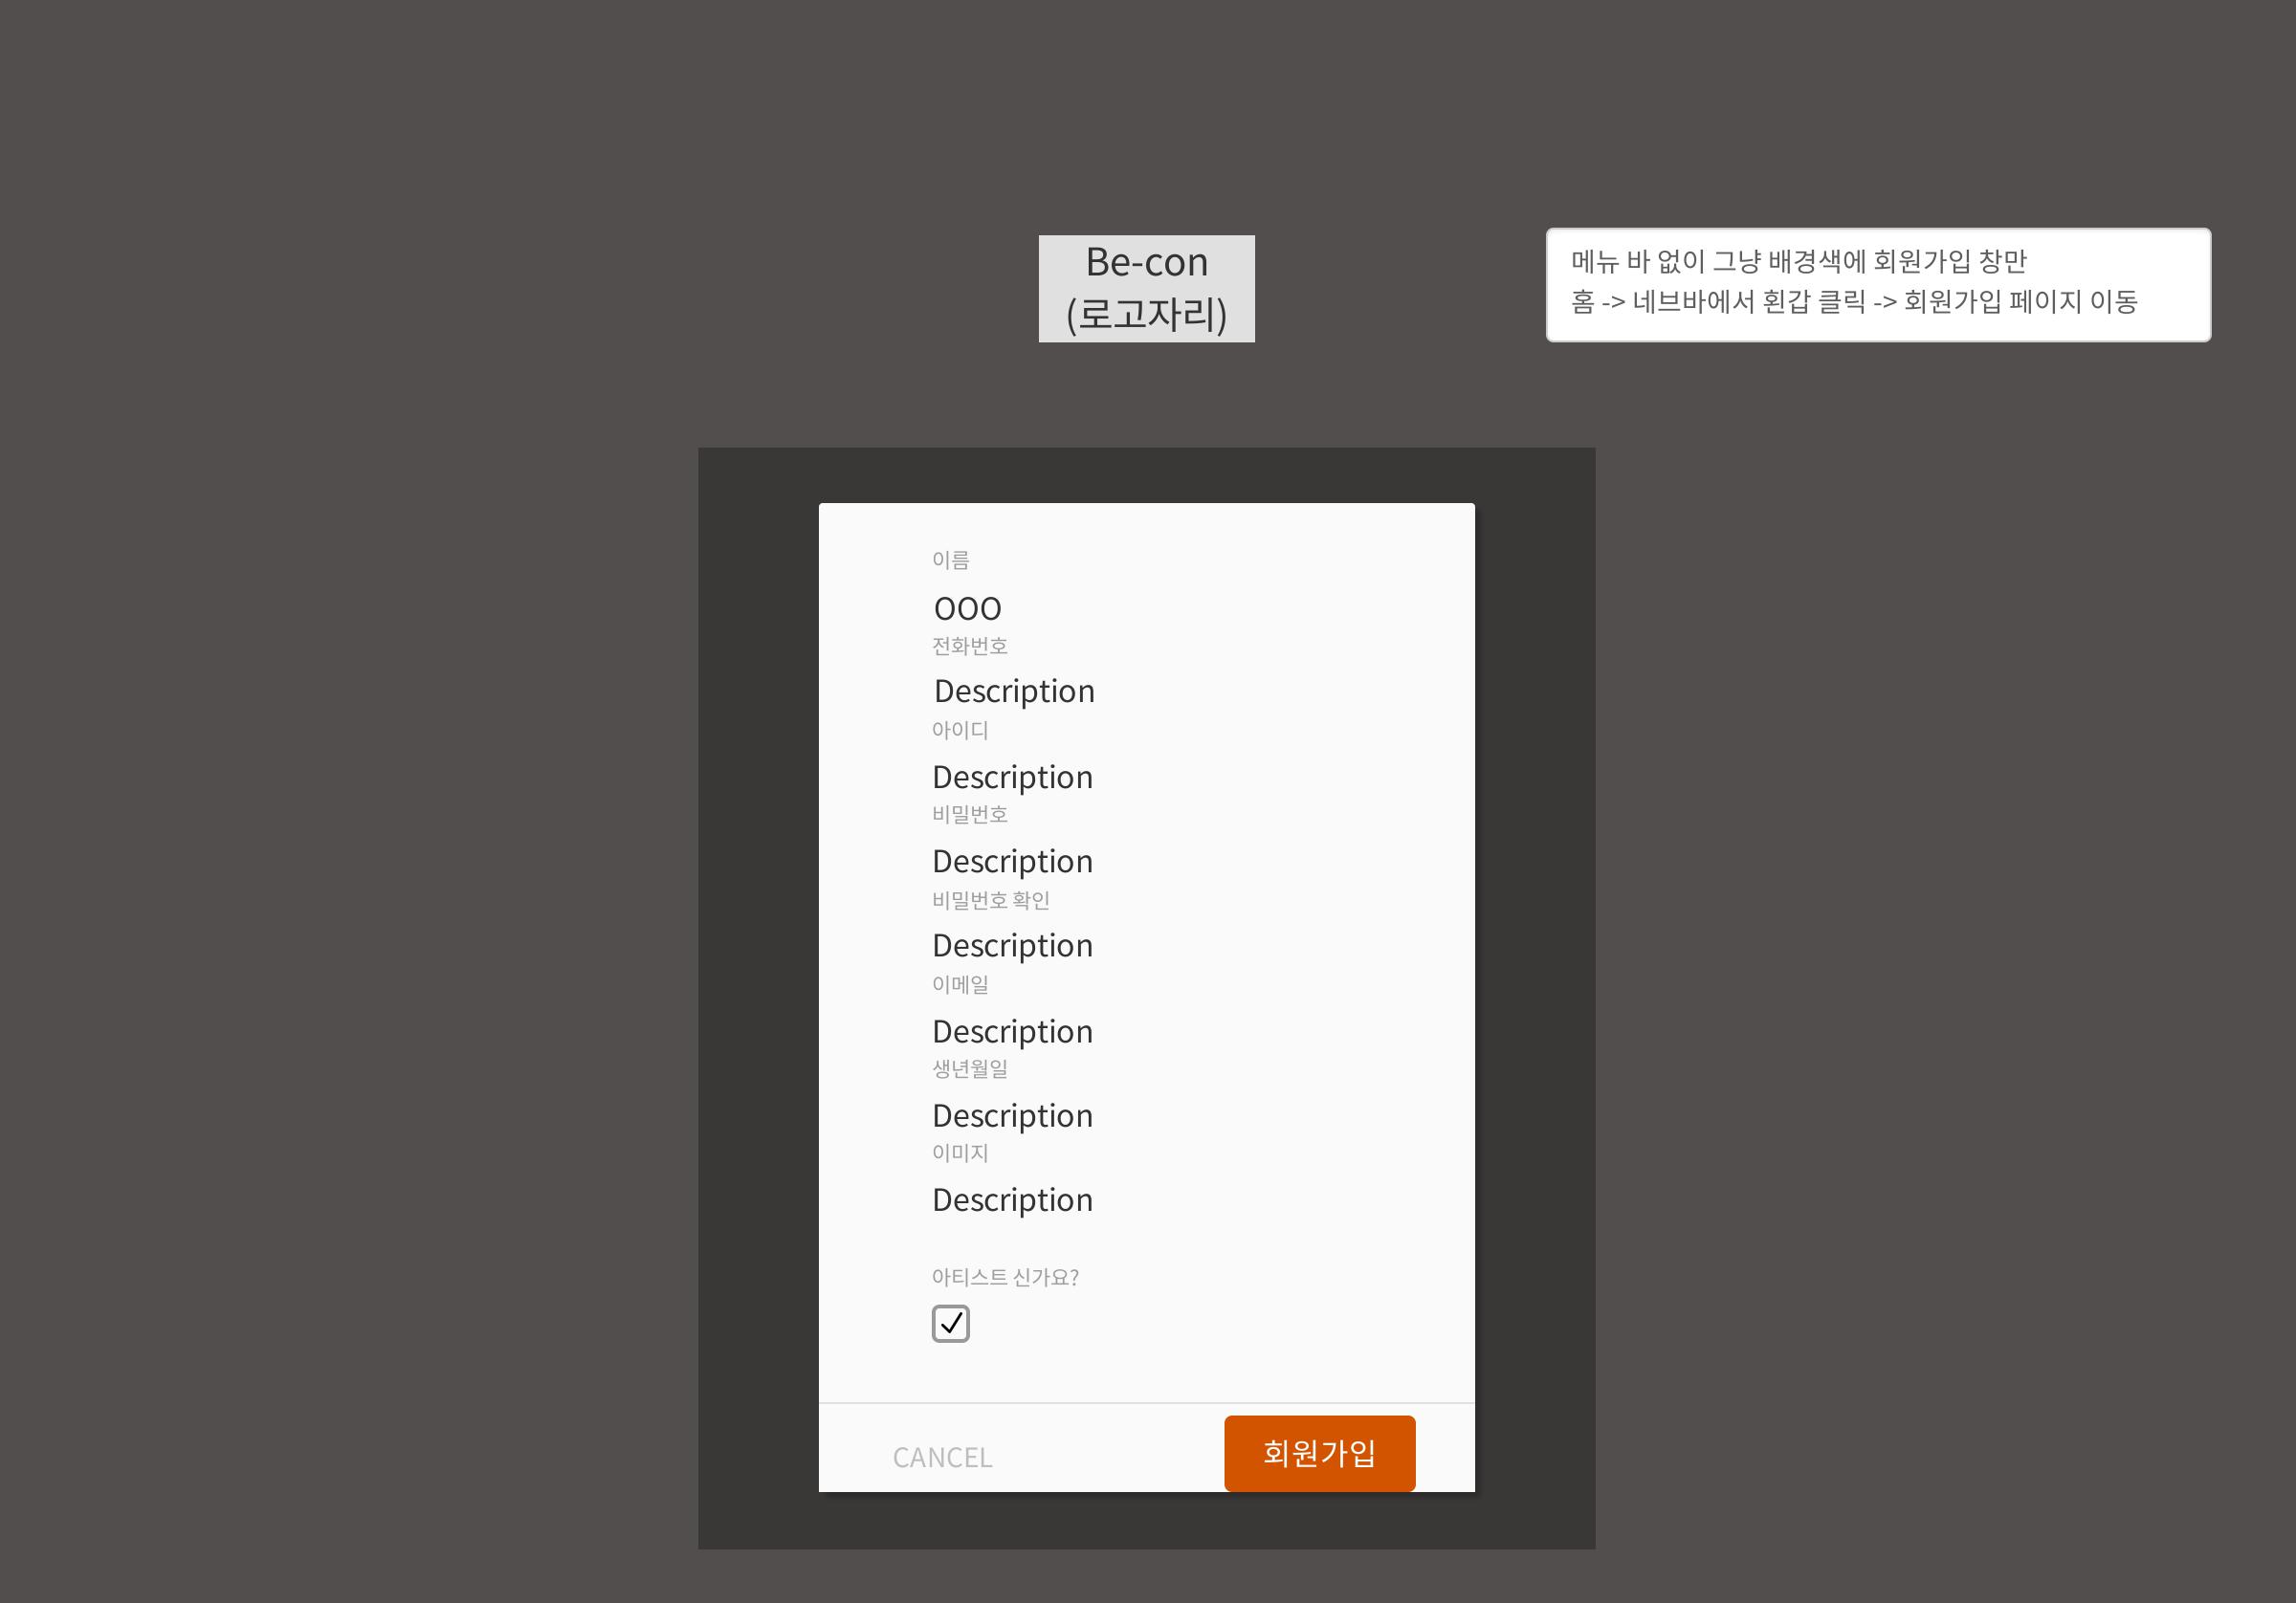 Be-con
(로고자리)
메뉴 바 없이 그냥 배경색에 회원가입 창만
홈 -> 네브바에서 횐갑 클릭 -> 회원가입 페이지 이동
이름
OOO
전화번호
Description
아이디
Description
비밀번호
Description
비밀번호 확인
Description
이메일
Description
생년월일
Description
이미지
Description
아티스트 신가요?
CANCEL
회원가입